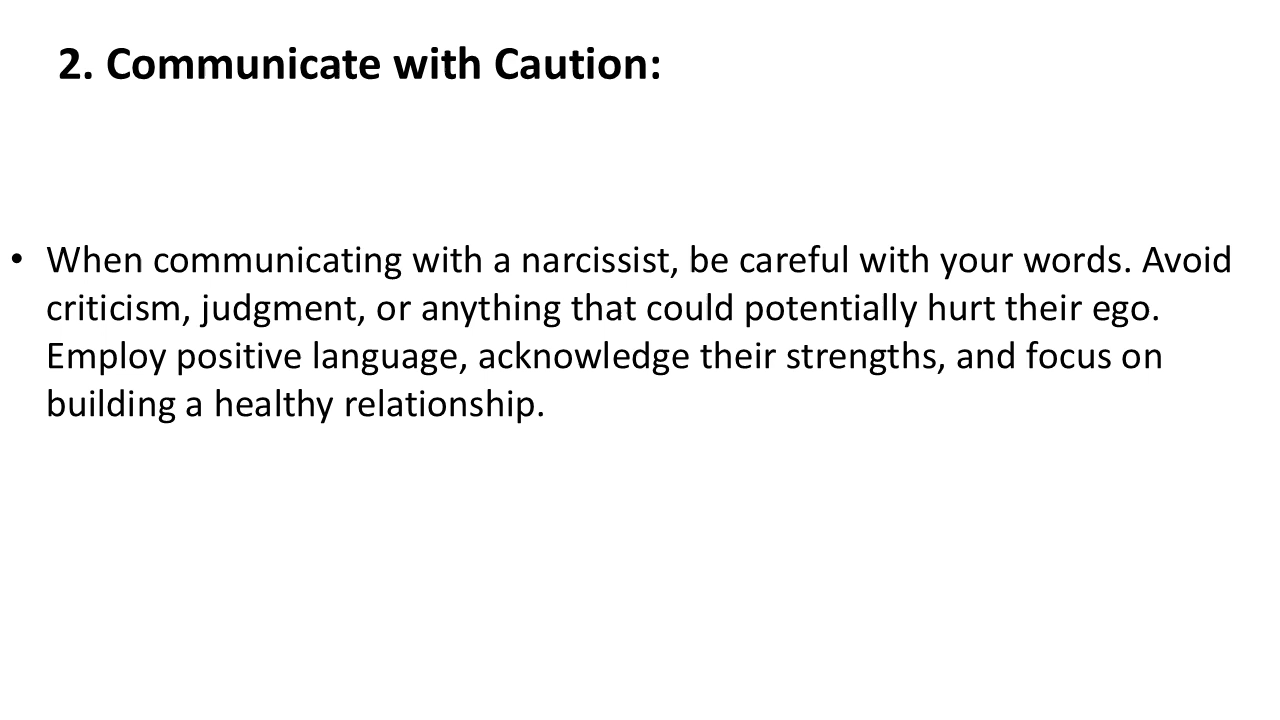 2. Communicate with Caution:
• When communicating with a narcissist, be careful with your words. Avoid
criticism, judgment, or anything that could potentially hurt their ego.
Employ positive language, acknowledge their strengths, and focus on
building a healthy relationship.